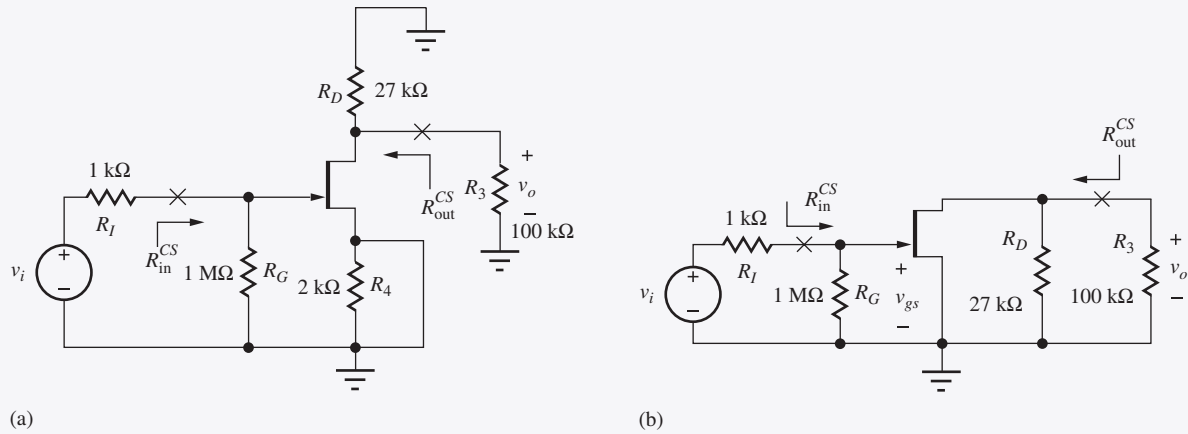 R_D
27 kΩ
1 kΩ
R_I
R_in^CS
R_out^CS
R_3
+
v_o
−
100 kΩ
v_i
+
−
1 MΩ
R_G
2 kΩ
R_4
(a)
R_out^CS
R_in^CS
1 kΩ
R_I
v_i
+
−
1 MΩ
R_G
+
v_gs
−
R_D
27 kΩ
R_3
100 kΩ
+
v_o
−
(b)